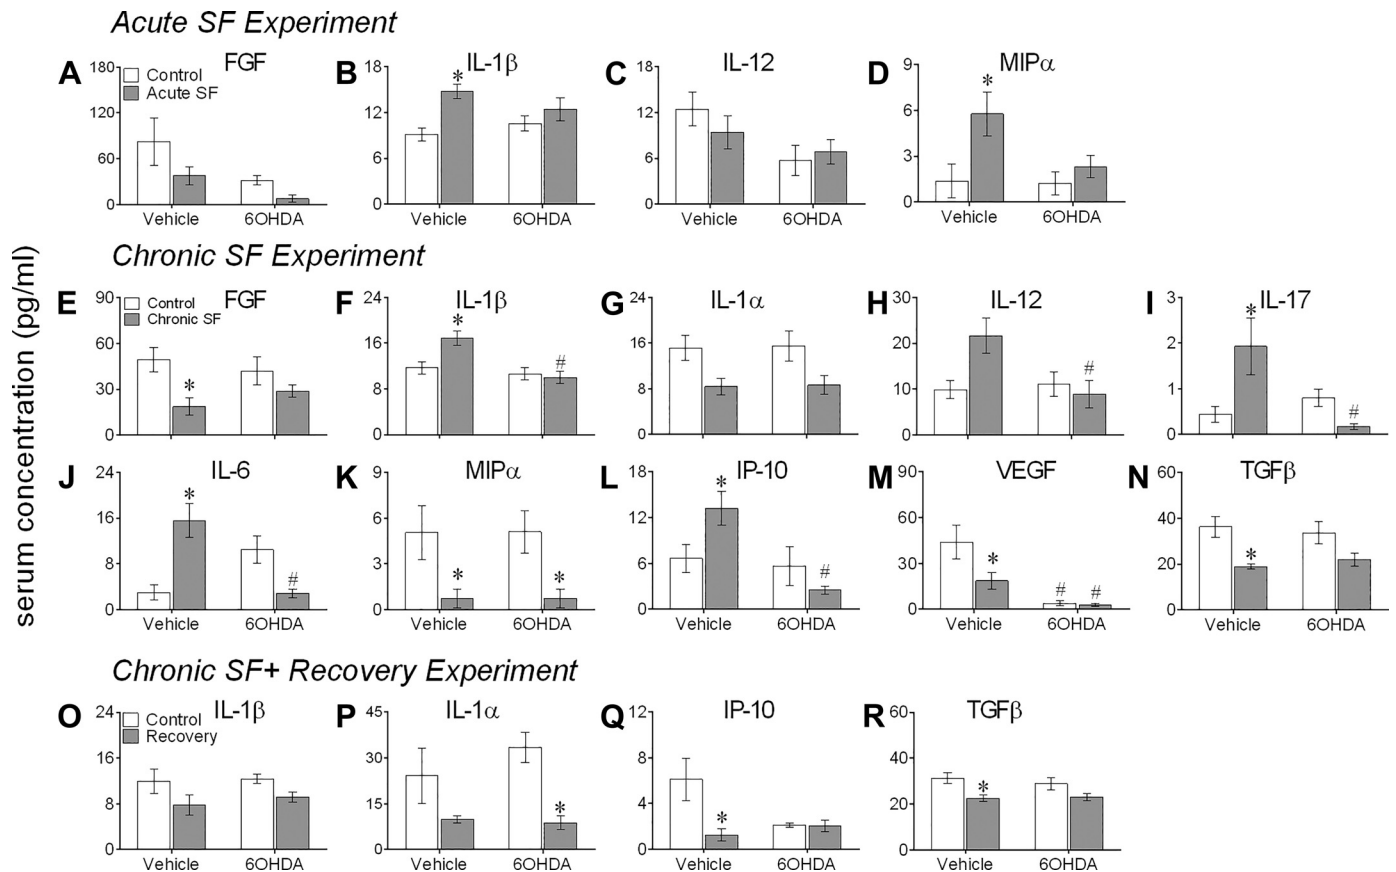 Acute SF Experiment
A FGF
Control
Acute SF
180
120
60
0
Vehicle 6OHDA
B IL-1β
18
12
6
0
*
Vehicle 6OHDA
C IL-12
18
12
6
0
Vehicle 6OHDA
D MIPα
9
6
3
0
*
Vehicle 6OHDA
serum concentration (pg/ml)
Chronic SF Experiment
E FGF
Control
Chronic SF
90
60
30
0
*
Vehicle 6OHDA
F IL-1β
24
16
8
0
* #
Vehicle 6OHDA
G IL-1α
24
16
8
0
Vehicle 6OHDA
H IL-12
30
20
10
0
#
Vehicle 6OHDA
I IL-17
3
2
1
0
* #
Vehicle 6OHDA
J IL-6
24
16
8
0
* #
Vehicle 6OHDA
K MIPα
9
6
3
0
* *
Vehicle 6OHDA
L IP-10
18
12
6
0
* #
Vehicle 6OHDA
M VEGF
90
60
30
0
* # #
Vehicle 6OHDA
N TGFβ
60
40
20
0
*
Vehicle 6OHDA
Chronic SF+ Recovery Experiment
O IL-1β
Control
Recovery
24
16
8
0
Vehicle 6OHDA
P IL-1α
45
30
15
0
*
Vehicle 6OHDA
Q IP-10
12
8
4
0
*
Vehicle 6OHDA
R TGFβ
60
40
20
0
*
Vehicle 6OHDA